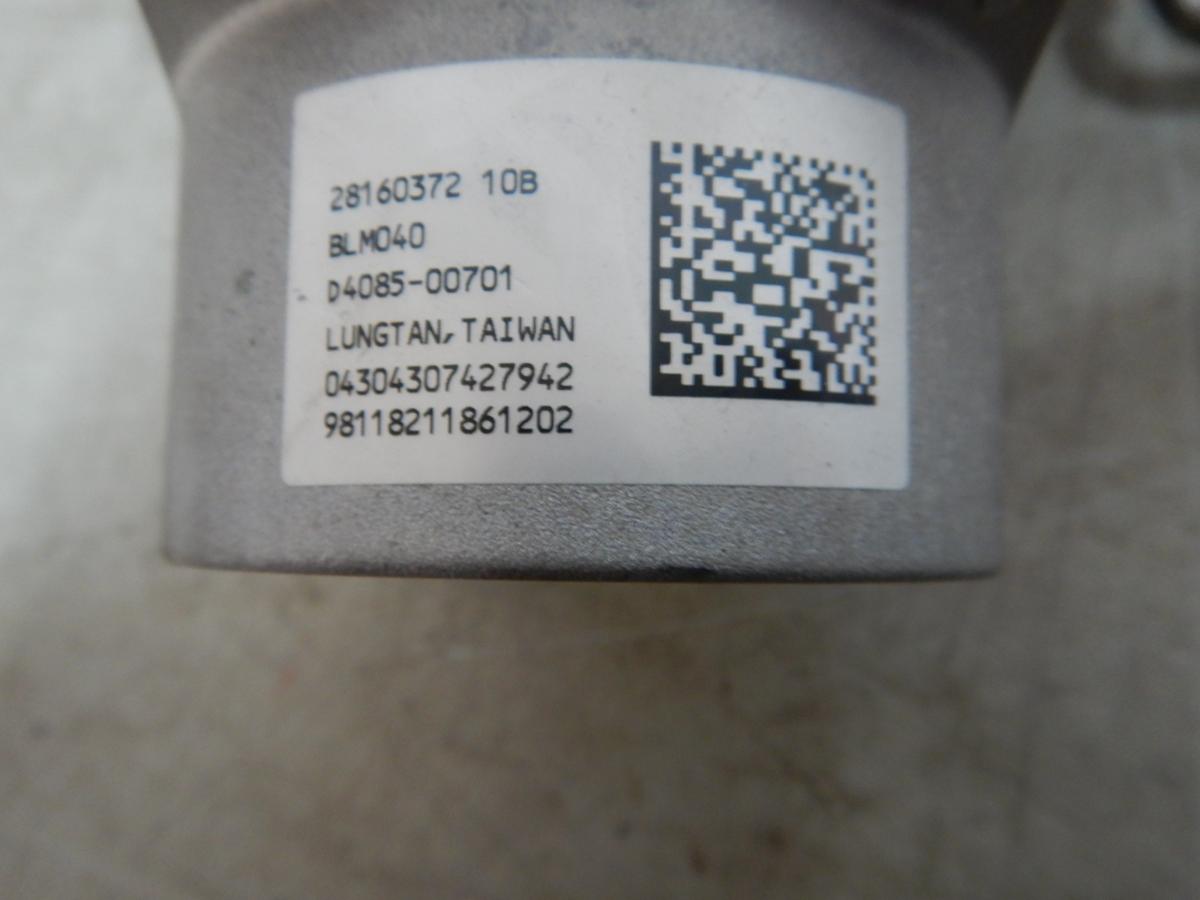 28160372 10B
BLM040
D4085-00701
LUNGTAN, TAIWAN
04304307427942
98118211861202